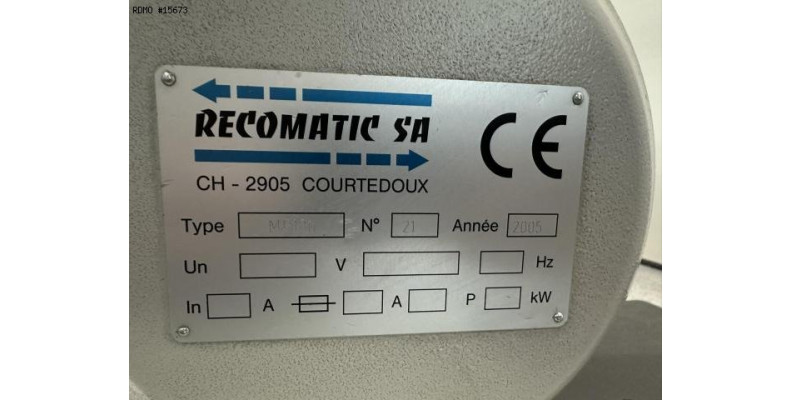 RDMO #15673
RECOMATIC SA
CE
CH - 2905 COURTEDOUX
Type N° 21 Année 2005
Un V Hz
In A A P kW